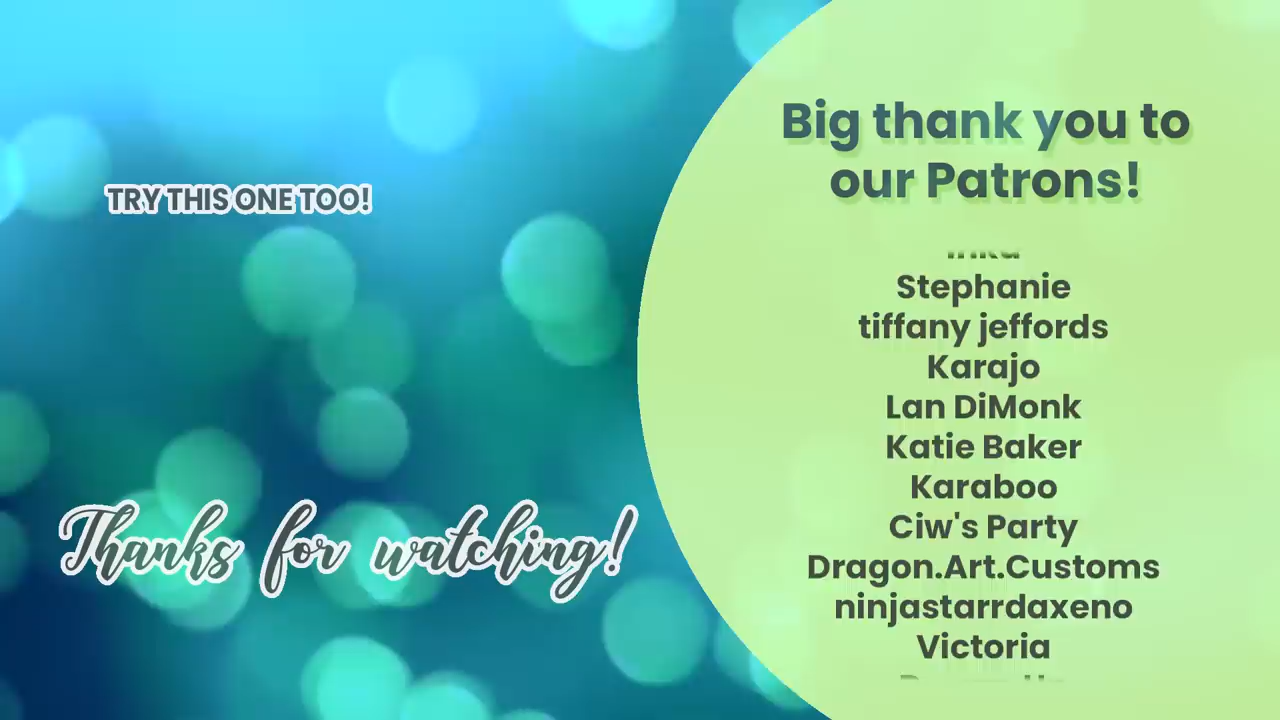 TRY THIS ONE TOO!
Thanks for watching!
Big thank you to
our Patrons!
Stephanie
tiffany jeffords
Karajo
Lan DiMonk
Katie Baker
Karaboo
Ciw's Party
Dragon.Art.Customs
ninjastarrdaxeno
Victoria